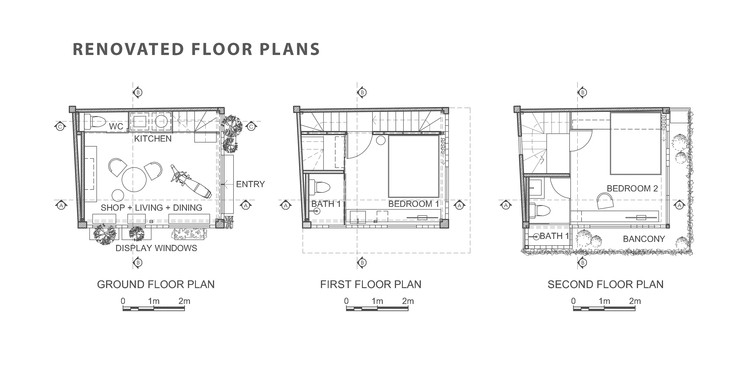 RENOVATED FLOOR PLANS
B
B
B
C
C
WC
KITCHEN
ENTRY
A
SHOP + LIVING + DINING
A
DISPLAY WINDOWS
B
A
BATH 1
BEDROOM 1
A
B
BEDROOM 2
A
A
BATH 1
BANCONY
B
GROUND FLOOR PLAN
FIRST FLOOR PLAN
SECOND FLOOR PLAN
0 1m 2m
0 1m 2m
0 1m 2m